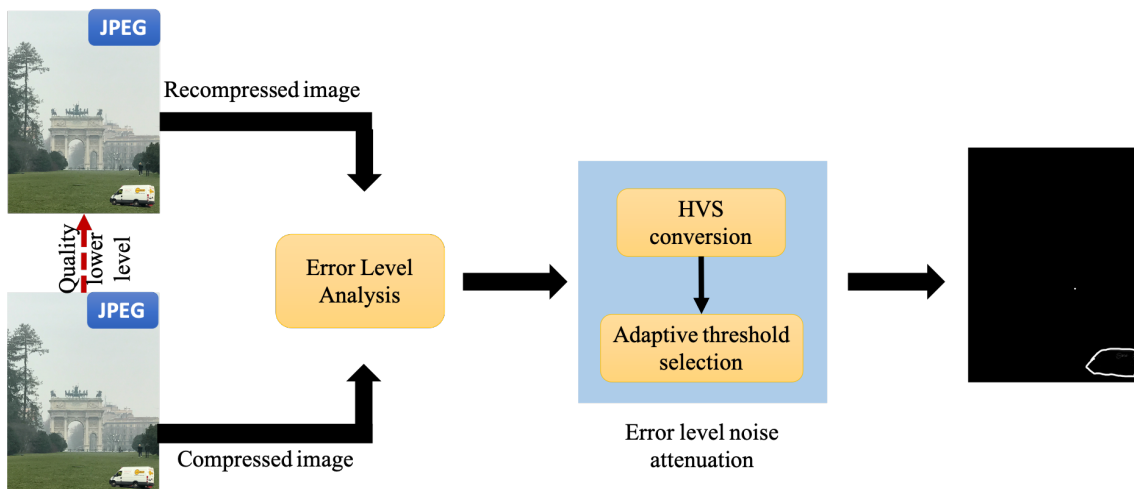 JPEG
Recompressed image
Quality
lower
level
JPEG
Compressed image
Error Level
Analysis
HVS
conversion
Adaptive threshold
selection
Error level noise
attenuation